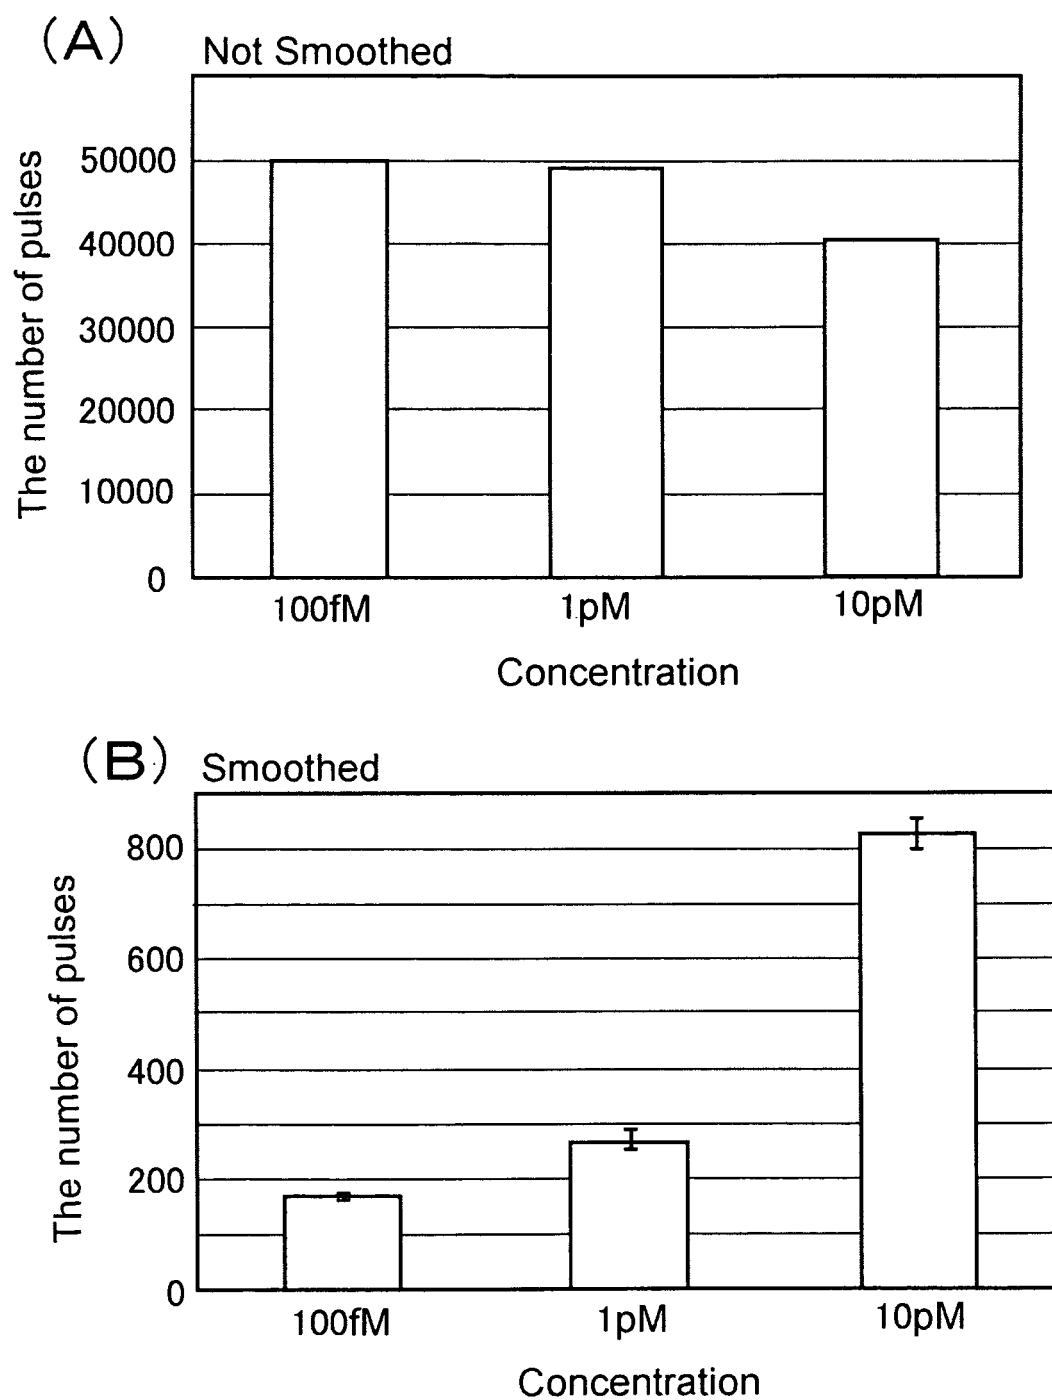 (A) Not Smoothed
The number of pulses
50000
40000
30000
20000
10000
0
100fM 1pM 10pM
Concentration
(B) Smoothed
The number of pulses
800
600
400
200
0
100fM 1pM 10pM
Concentration